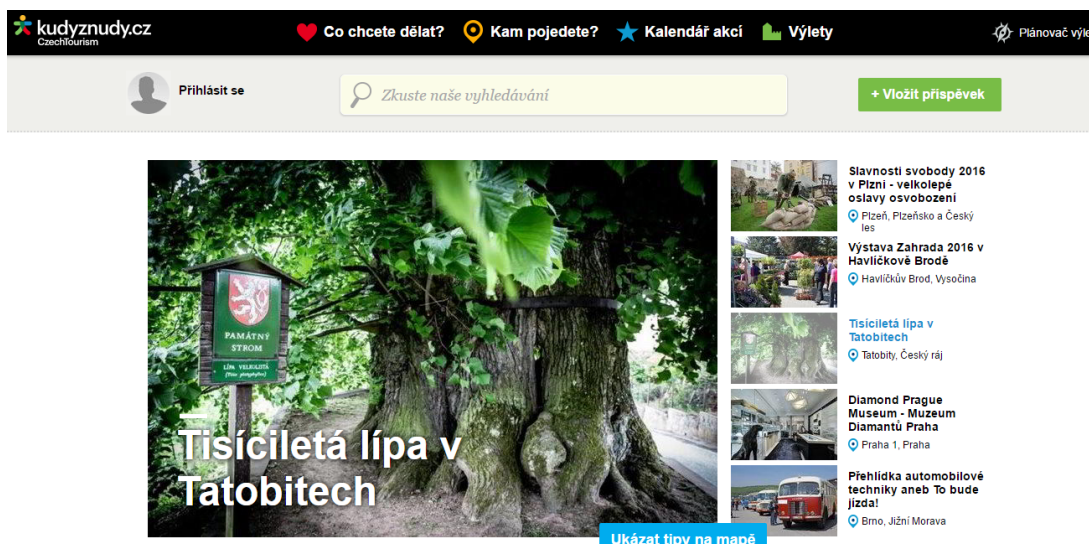 kudyznudy.cz
CzechTourism
Co chcete dělat?
Kam pojedete?
Kalendář akcí
Výlety
Plánovač výle
Přihlásit se
Zkuste naše vyhledávání
+ Vložit příspěvek
PAMÁTNÝ
STROM
LÍPA VELKOLISTÁ
(Tilia platyphyllos)
Tisíciletá lípa v
Tatobitech
Slavnosti svobody 2016
v Plzni - velkolepé
oslavy osvobození
Plzeň, Plzeňsko a Český
les
Výstava Zahrada 2016 v
Havlíčkově Brodě
Havlíčkův Brod, Vysočina
Tisíciletá lípa v
Tatobitech
Tatobity, Český ráj
Diamond Prague
Museum - Muzeum
Diamantů Praha
Praha 1, Praha
Přehlídka automobilové
techniky aneb To bude
jízda!
Brno, Jižní Morava
Ukázat tipy na mapě